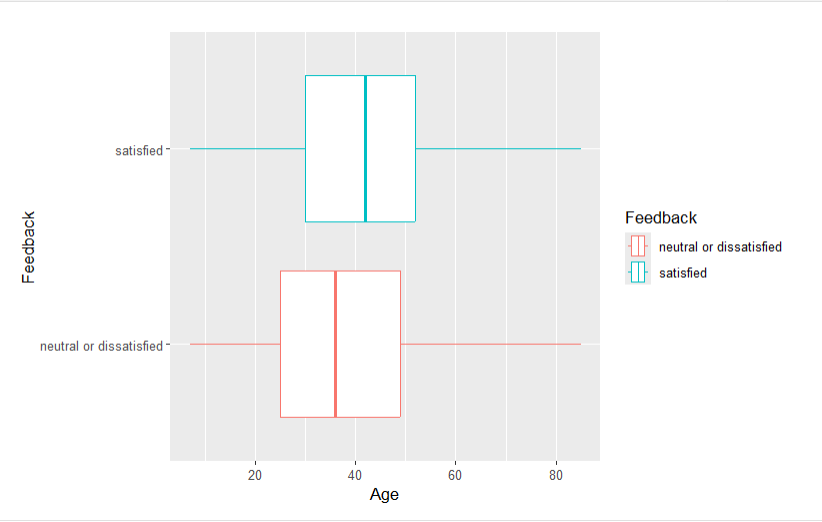 satisfied
neutral or dissatisfied
Feedback
20 40 60 80
Age
Feedback
neutral or dissatisfied
satisfied